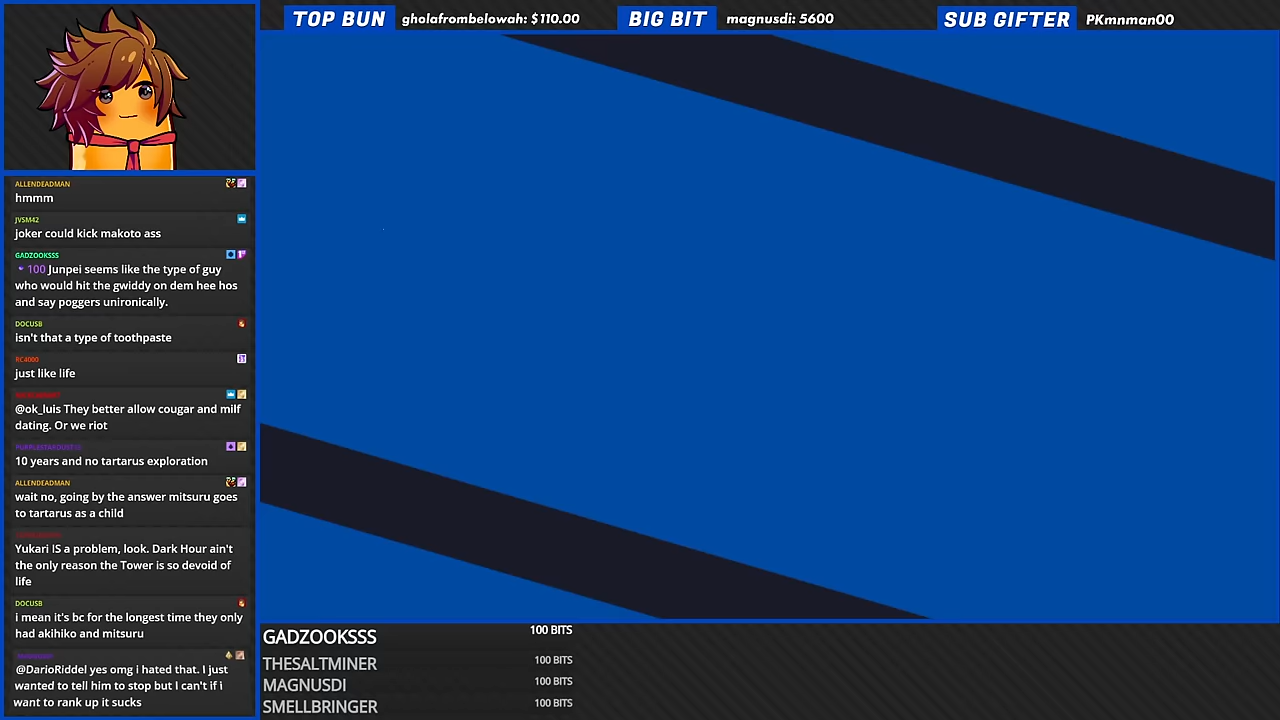 TOP BUN gholafrombelowah: $110.00 BIG BIT magnusdi: 5600 SUB GIFTER PKmnman00
ALLENDEADMAN
hmmm
JVSM42
joker could kick makoto ass
GADZOOKSSS
100 Junpei seems like the type of guy
who would hit the gwiddy on dem hee hos
and say poggers unironically.
DOCUSB
isn't that a type of toothpaste
RC4000
just like life
@ok_luis They better allow cougar and milf
dating. Or we riot
10 years and no tartarus exploration
ALLENDEADMAN
wait no, going by the answer mitsuru goes
to tartarus as a child
Yukari IS a problem, look. Dark Hour ain't
the only reason the Tower is so devoid of
life
DOCUSB
i mean it's bc for the longest time they only
had akihiko and mitsuru
@DarioRiddel yes omg i hated that. I just
wanted to tell him to stop but I can't if i
want to rank up it sucks
GADZOOKSSS 100 BITS
THESALTMINER 100 BITS
MAGNUSDI 100 BITS
SMELLBRINGER 100 BITS